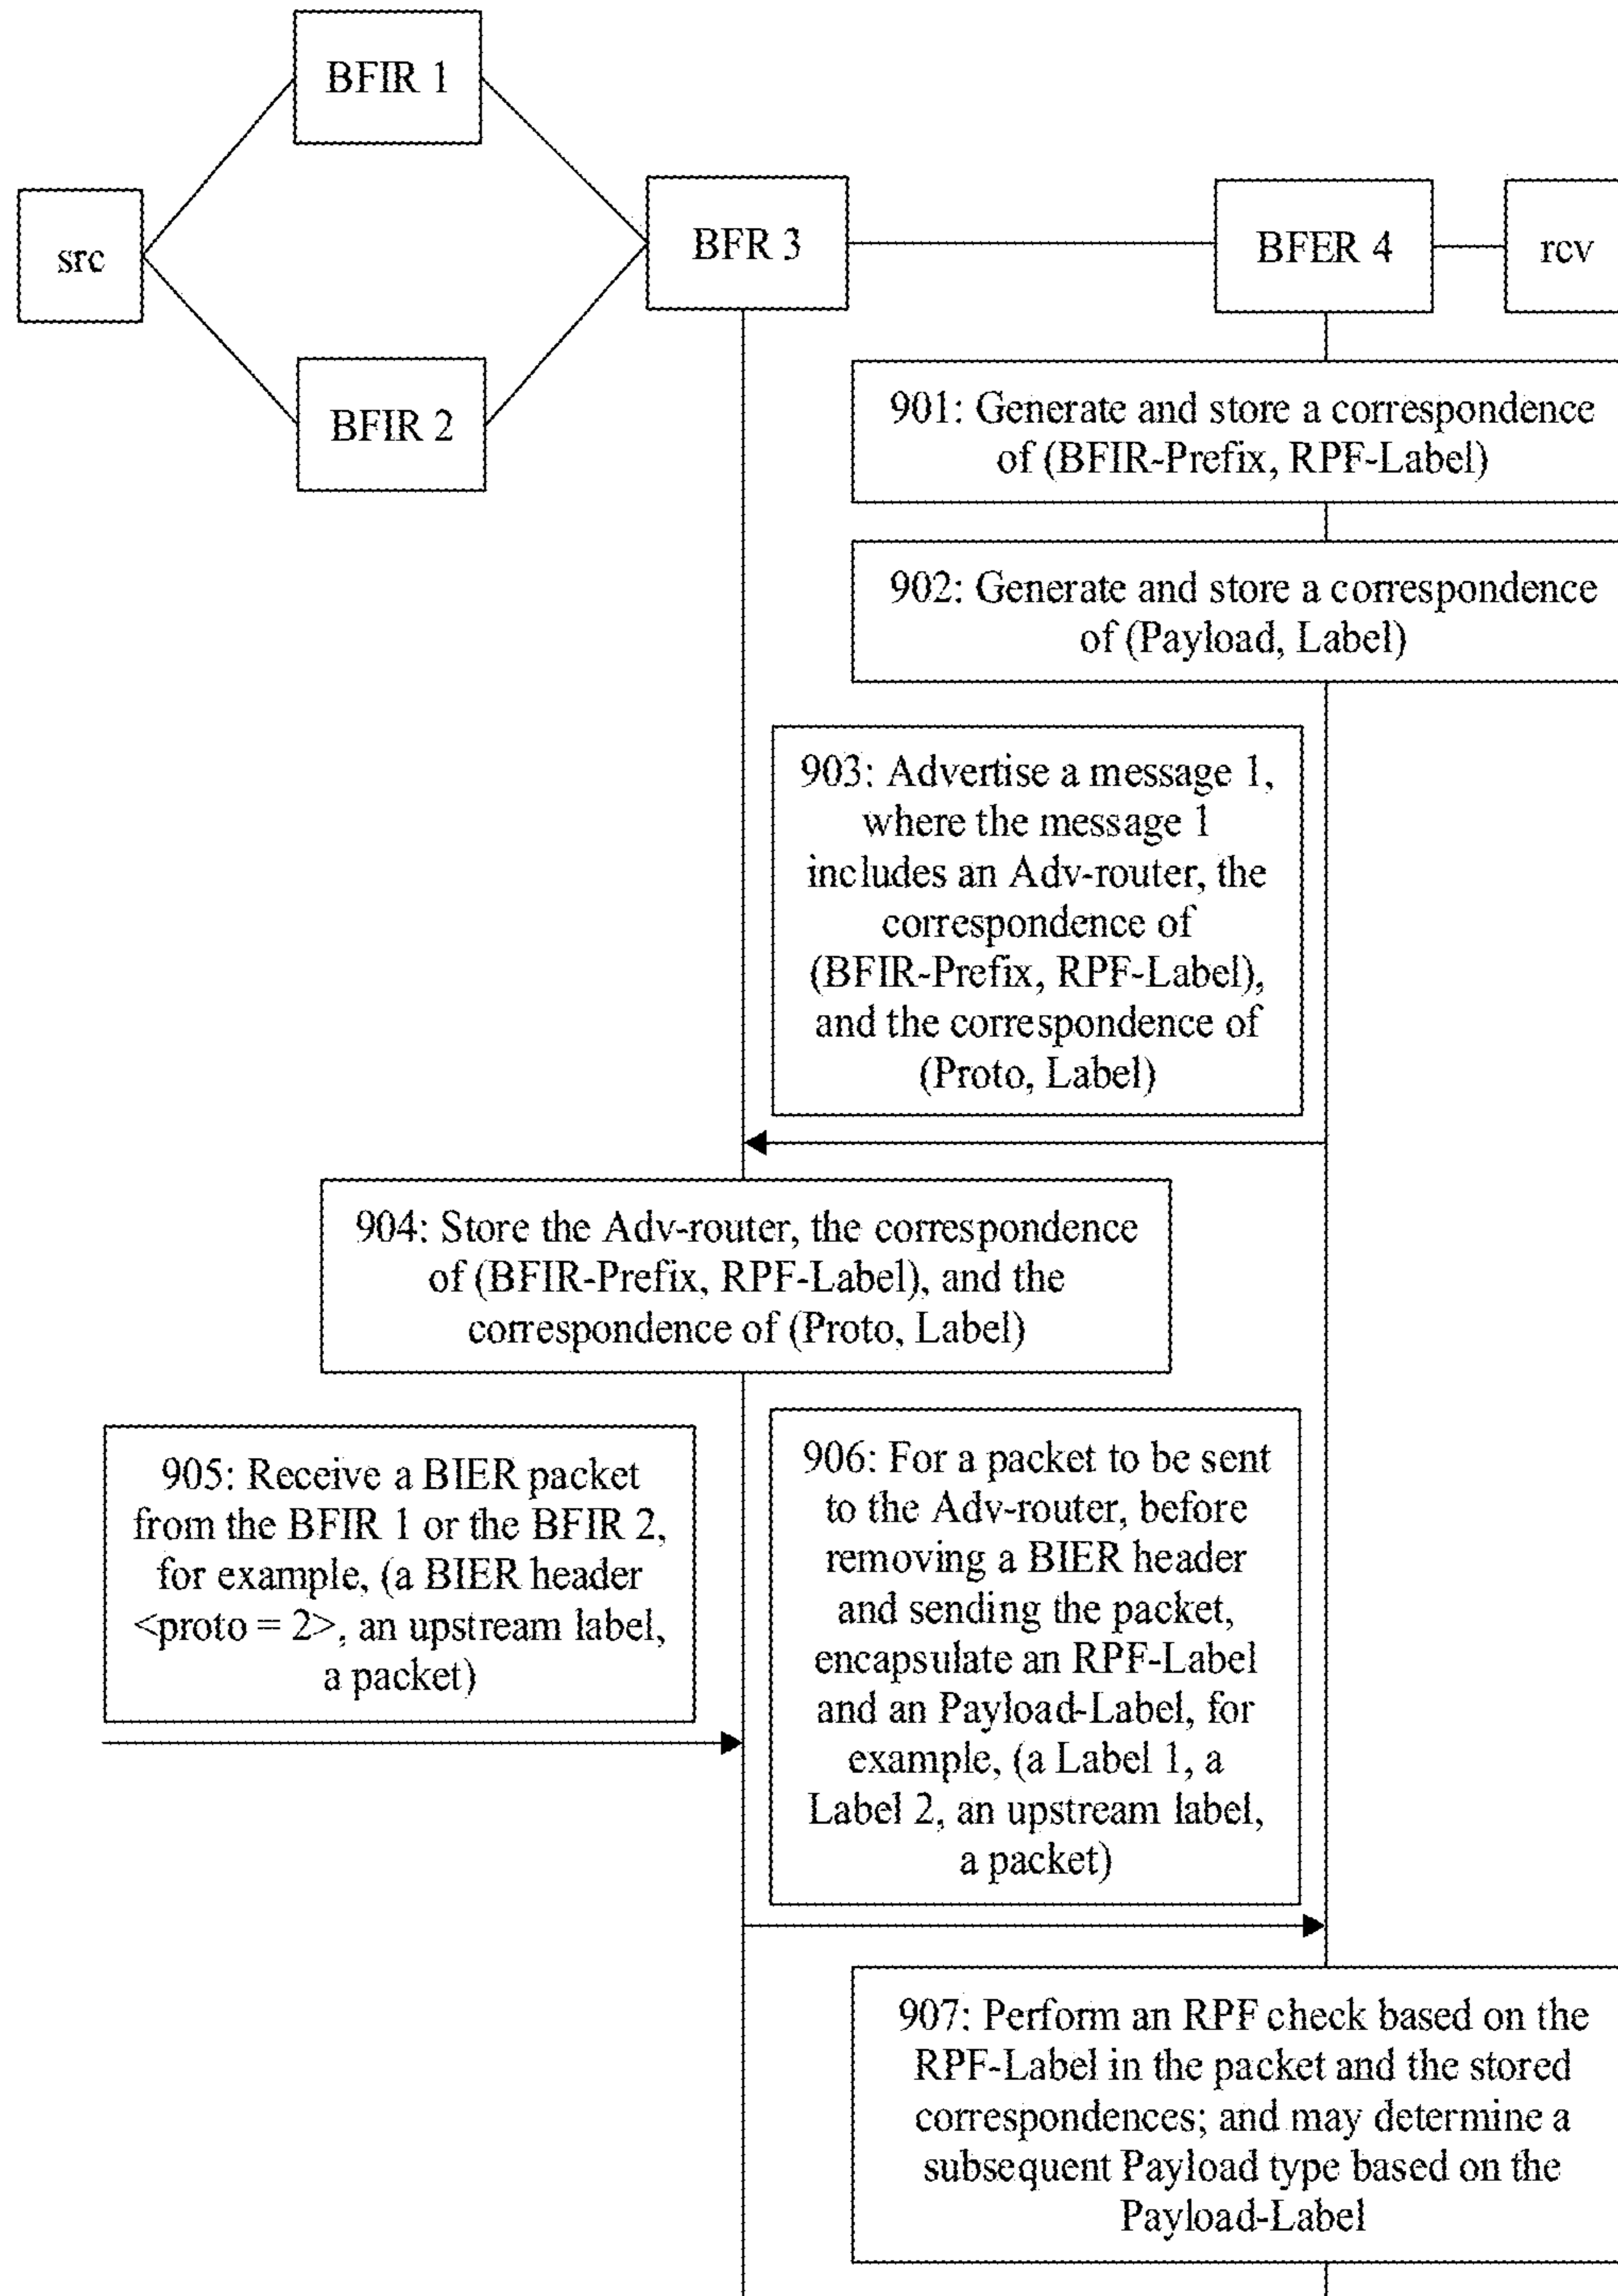 BFIR 1
src
BFR 3
BFER 4
rcv
BFIR 2
901: Generate and store a correspondence
of (BFIR-Prefix, RPF-Label)
902: Generate and store a correspondence
of (Payload, Label)
903: Advertise a message 1,
where the message 1
includes an Adv-router, the
correspondence of
(BFIR-Prefix, RPF-Label),
and the correspondence of
(Proto, Label)
904: Store the Adv-router, the correspondence
of (BFIR-Prefix, RPF-Label), and the
correspondence of (Proto, Label)
905: Receive a BIER packet
from the BFIR 1 or the BFIR 2,
for example, (a BIER header
<proto = 2>, an upstream label,
a packet)
906: For a packet to be sent
to the Adv-router, before
removing a BIER header
and sending the packet,
encapsulate an RPF-Label
and an Payload-Label, for
example, (a Label 1, a
Label 2, an upstream label,
a packet)
907: Perform an RPF check based on the
RPF-Label in the packet and the stored
correspondences; and may determine a
subsequent Payload type based on the
Payload-Label